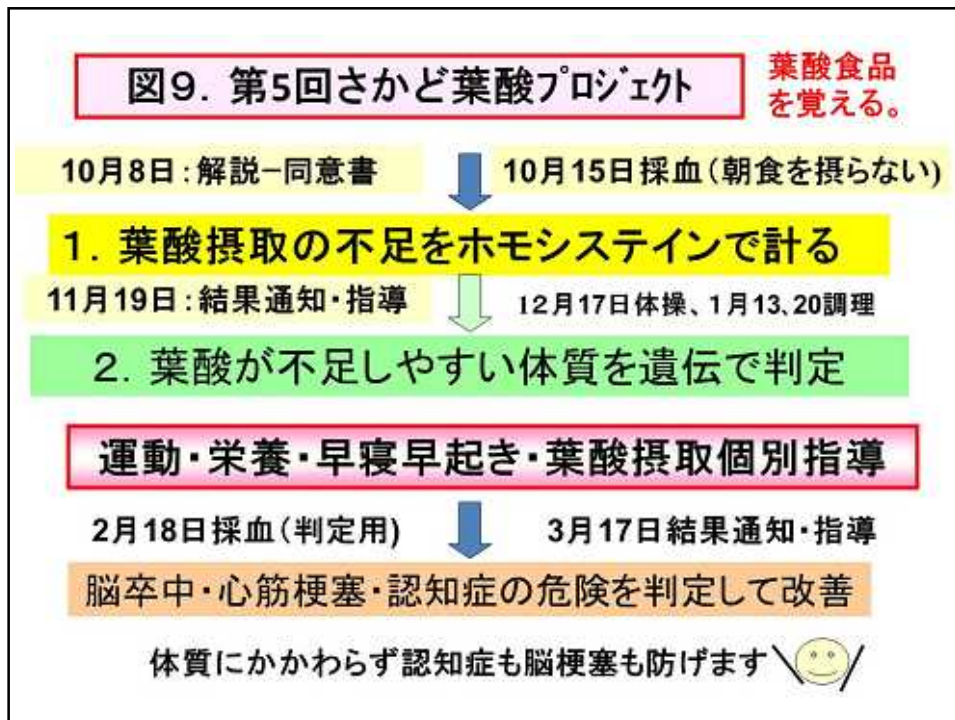 図9. 第5回さかど葉酸プロジェクト
葉酸食品
を覚える。
10月8日:解説-同意書
10月15日採血(朝食を摂らない)
1. 葉酸摂取の不足をホモシステインで計る
11月19日:結果通知・指導
12月17日体操、1月13、20調理
2. 葉酸が不足しやすい体質を遺伝で判定
運動・栄養・早寝早起き・葉酸摂取個別指導
2月18日採血(判定用)
3月17日結果通知・指導
脳卒中・心筋梗塞・認知症の危険を判定して改善
体質にかかわらず認知症も脳梗塞も防げます